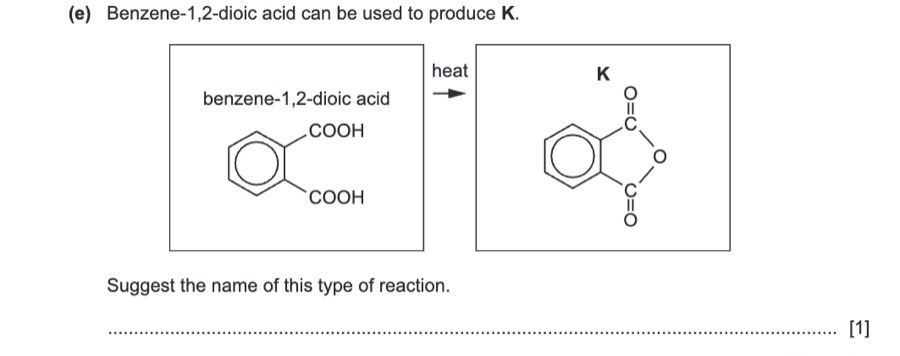 (e) Benzene-1,2-dioic acid can be used to produce K.
benzene-1,2-dioic acid
COOH
COOH
heat
K
O
C
O
C
O
Suggest the name of this type of reaction.
[1]